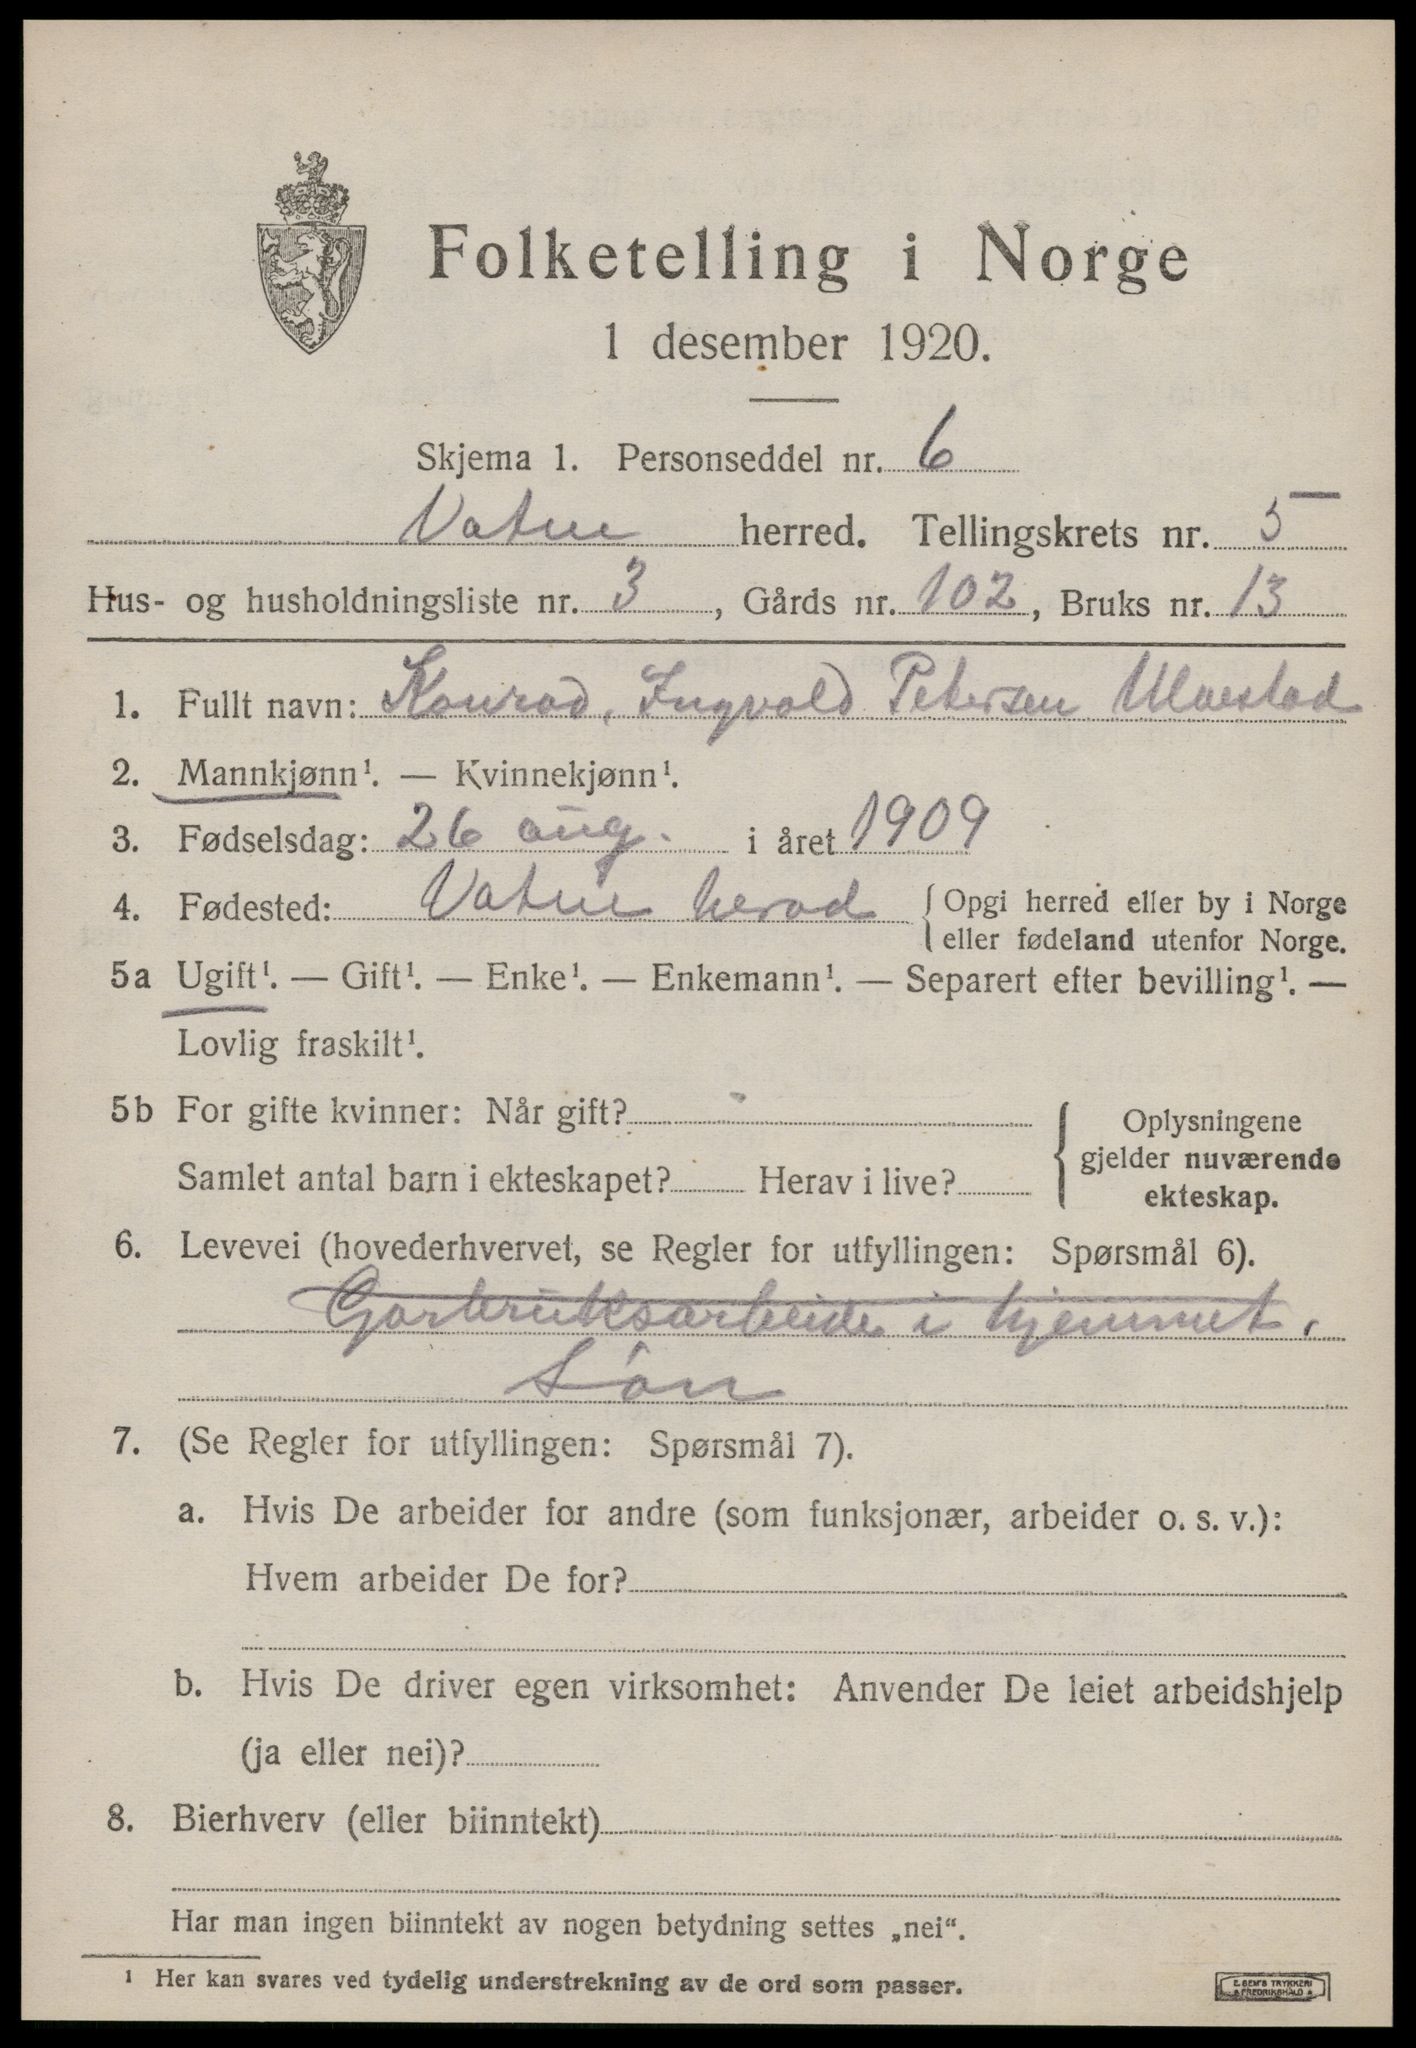 Folketelling i Norge
1 desember 1920.
Skjema 1. Personseddel nr. 6
Vatne herred. Tellingskrets nr. 5
Hus- og husholdningsliste nr. 3, Gårds nr. 102, Bruks nr. 13
1. Fullt navn: Konrad, Ingvald Petersen Ulvestad
2. Mannkjønn¹. — Kvinnekjønn¹.
3. Fødselsdag: 26 aug. i året 1909
4. Fødested: Vatne herad { Opgi herred eller by i Norge
eller fødeland utenfor Norge.
5a Ugift¹. — Gift¹. — Enke¹. — Enkemann¹. — Separert efter bevilling¹. —
Lovlig fraskilt¹.
5b For gifte kvinner: Når gift?
Samlet antal barn i ekteskapet? Herav i live?
{ Oplysningene
gjelder nuværende
ekteskap.
6. Levevei (hovederhvervet, se Regler for utfyllingen: Spørsmål 6).
Garbruksarbeide i hjemmet.
Søn
7. (Se Regler for utfyllingen: Spørsmål 7).
a. Hvis De arbeider for andre (som funksjonær, arbeider o. s. v.):
Hvem arbeider De for?
b. Hvis De driver egen virksomhet: Anvender De leiet arbeidshjelp
(ja eller nei)?
8. Bierhverv (eller biinntekt)
Har man ingen biinntekt av nogen betydning settes „nei“.
¹ Her kan svares ved tydelig understrekning av de ord som passer.
E. SEM'S TRYKKERI
FREDRIKSHALD